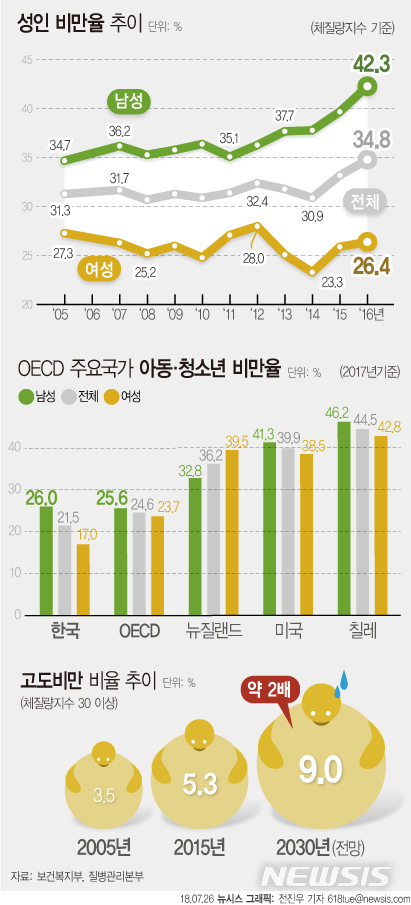 성인 비만율 추이 단위: % (체질량지수 기준)
45
42.3
40
남성
37.7
34.7
36.2
35.1
35
34.8
31.7
30
31.3
32.4
30.9
전체
27.3
25.2
28.0
25
여성
23.3
26.4
20
'05 '06 '07 '08 '09 '10 '11 '12 '13 '14 '15 '16년
OECD 주요국가 아동·청소년 비만율 단위: % (2017년기준)
남성 전체 여성
40
30
20
10
0
26.0 21.5 17.0
25.6 24.6 23.7
32.8 36.2 39.5
41.3 39.9 38.5
46.2 44.5 42.8
한국 OECD 뉴질랜드 미국 칠레
고도비만 비율 추이 단위: %
(체질량지수 30 이상)
약 2배
3.5 5.3 9.0
2005년 2015년 2030년(전망)
자료: 보건복지부, 질병관리본부
NEWSIS
18.07.26 뉴시스 그래픽: 전진우 기자 618tue@newsis.com